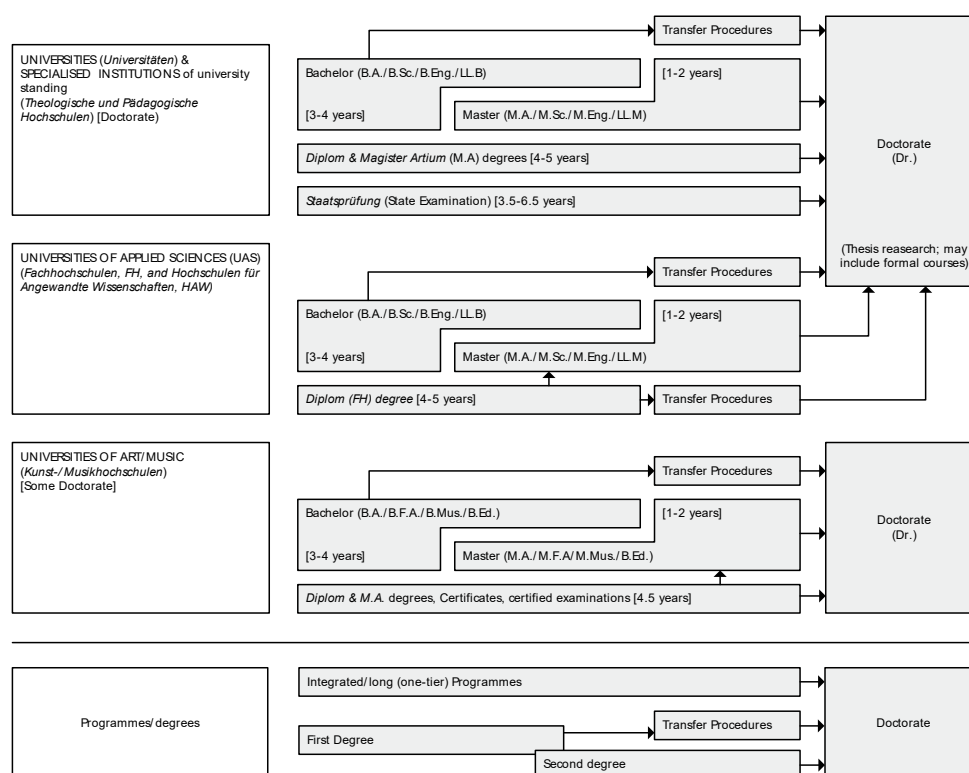 Transfer Procedures
UNIVERSITIES (Universitäten) &
SPECIALISED INSTITUTIONS of university
standing
(Theologische und Pädagogische
Hochschulen) [Doctorate]
Bachelor (B.A./B.Sc./B.Eng./LL.B)
[1-2 years]
[3-4 years]
Master (M.A./M.Sc./M.Eng./LL.M)
Diplom & Magister Artium (M.A) degrees [4-5 years]
Staatsprüfung (State Examination) [3.5-6.5 years]
Doctorate
(Dr.)
(Thesis reasearch; may
include formal courses)
UNIVERSITIES OF APPLIED SCIENCES (UAS)
(Fachhochschulen, FH, and Hochschulen für
Angewandte Wissenschaften, HAW)
Transfer Procedures
Bachelor (B.A./B.Sc./B.Eng./LL.B)
[1-2 years]
[3-4 years]
Master (M.A./M.Sc./M.Eng./LL.M)
Diplom (FH) degree [4-5 years]
Transfer Procedures
UNIVERSITIES OF ART/MUSIC
(Kunst-/Musikhochschulen)
[Some Doctorate]
Transfer Procedures
Bachelor (B.A./B.F.A./B.Mus./B.Ed.)
[1-2 years]
[3-4 years]
Master (M.A./M.F.A/M.Mus./B.Ed.)
Diplom & M.A. degrees, Certificates, certified examinations [4.5 years]
Doctorate
(Dr.)
Programmes/degrees
Integrated/long (one-tier) Programmes
Transfer Procedures
First Degree
Second degree
Doctorate